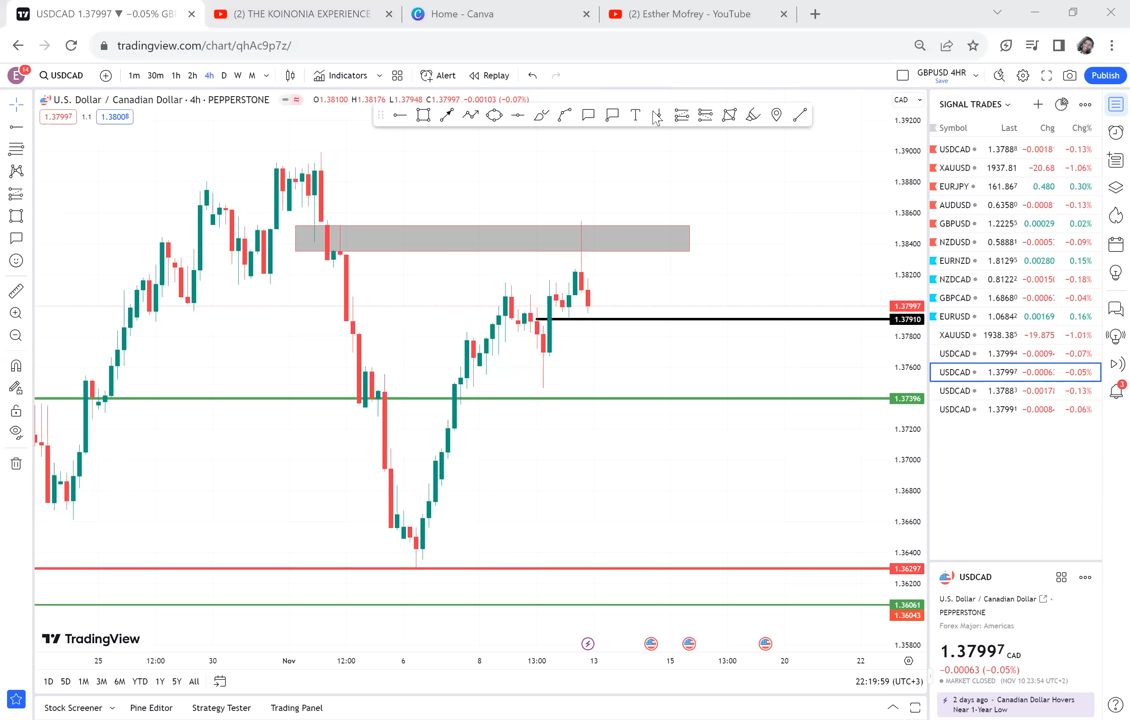 USDCAD 1.37997 ▼ −0.05% GB
(2) THE KOINONIA EXPERIENCE
Home - Canva
(2) Esther Mofrey - YouTube
tradingview.com/chart/qhAc9p7z/
E 14
USDCAD
1m 30m 1h 2h 4h D W M
Indicators
Alert
Replay
GBPUSD 4HR
Save
Publish
U.S. Dollar / Canadian Dollar · 4h · PEPPERSTONE
O1.38100 H1.38176 L1.37948 C1.37997 −0.00103 (−0.07%)
1.37997 1.1 1.38008
CAD
1.39200
1.39000
1.38800
1.38600
1.38400
1.38200
1.37997
1.37910
1.37800
1.37600
1.37396
1.37200
1.37000
1.36800
1.36600
1.36400
1.36297
1.36200
1.36061
1.36043
1.35800
TradingView
25 12:00 30 Nov 12:00 6 8 13:00 13 15 13:00 20 22
1D 5D 1M 3M 6M YTD 1Y 5Y All
22:19:59 (UTC+3)
Stock Screener
Pine Editor
Strategy Tester
Trading Panel
SIGNAL TRADES
Symbol Last Chg Chg%
USDCAD 1.37888 −0.0018 −0.13%
XAUUSD 1937.81 −20.68 −1.06%
EURJPY 161.867 0.480 0.30%
AUDUSD 0.63580 −0.0008 −0.13%
GBPUSD 1.22255 0.00029 0.02%
NZDUSD 0.58881 −0.0005 −0.09%
EURNZD 1.81295 0.00280 0.15%
NZDCAD 0.81222 −0.0015 −0.18%
GBPCAD 1.68680 −0.0006 −0.04%
EURUSD 1.06842 0.00169 0.16%
XAUUSD 1938.385 −19.875 −1.01%
USDCAD 1.37994 −0.0009 −0.07%
USDCAD 1.37997 −0.0006 −0.05%
USDCAD 1.37883 −0.0017 −0.13%
USDCAD 1.37991 −0.0008 −0.06%
3
USDCAD
U.S. Dollar / Canadian Dollar
PEPPERSTONE
Forex Major: Americas
1.37997 CAD
−0.00063 (−0.05%)
MARKET CLOSED (NOV 10 23:54 UTC+2)
2 days ago · Canadian Dollar Hovers
Near 1-Year Low